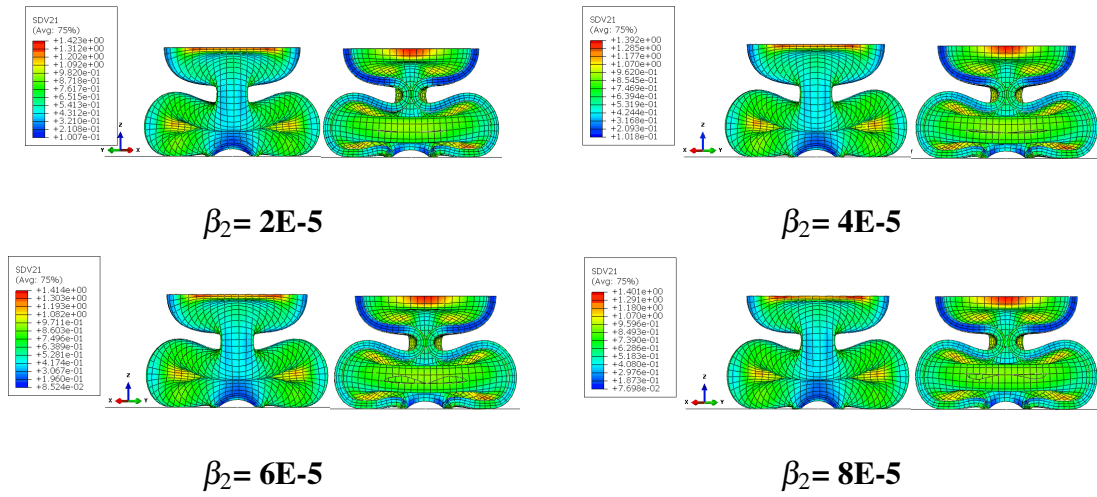 SDV21
(Avg: 75%)
+1.423e+00
+1.312e+00
+1.202e+00
+1.092e+00
+9.820e-01
+8.718e-01
+7.617e-01
+6.515e-01
+5.413e-01
+4.312e-01
+3.210e-01
+2.108e-01
+1.007e-01
Z
Y X
SDV21
(Avg: 75%)
+1.392e+00
+1.285e+00
+1.177e+00
+1.070e+00
+9.620e-01
+8.545e-01
+7.469e-01
+6.394e-01
+5.319e-01
+4.244e-01
+3.168e-01
+2.093e-01
+1.018e-01
Z
X Y
β2= 2E-5
β2= 4E-5
SDV21
(Avg: 75%)
+1.414e+00
+1.303e+00
+1.193e+00
+1.082e+00
+9.711e-01
+8.603e-01
+7.496e-01
+6.389e-01
+5.281e-01
+4.174e-01
+3.067e-01
+1.960e-01
+8.524e-02
Z
X Y
SDV21
(Avg: 75%)
+1.401e+00
+1.291e+00
+1.180e+00
+1.070e+00
+9.596e-01
+8.493e-01
+7.390e-01
+6.286e-01
+5.183e-01
+4.080e-01
+2.976e-01
+1.873e-01
+7.698e-02
Z
X Y
β2= 6E-5
β2= 8E-5